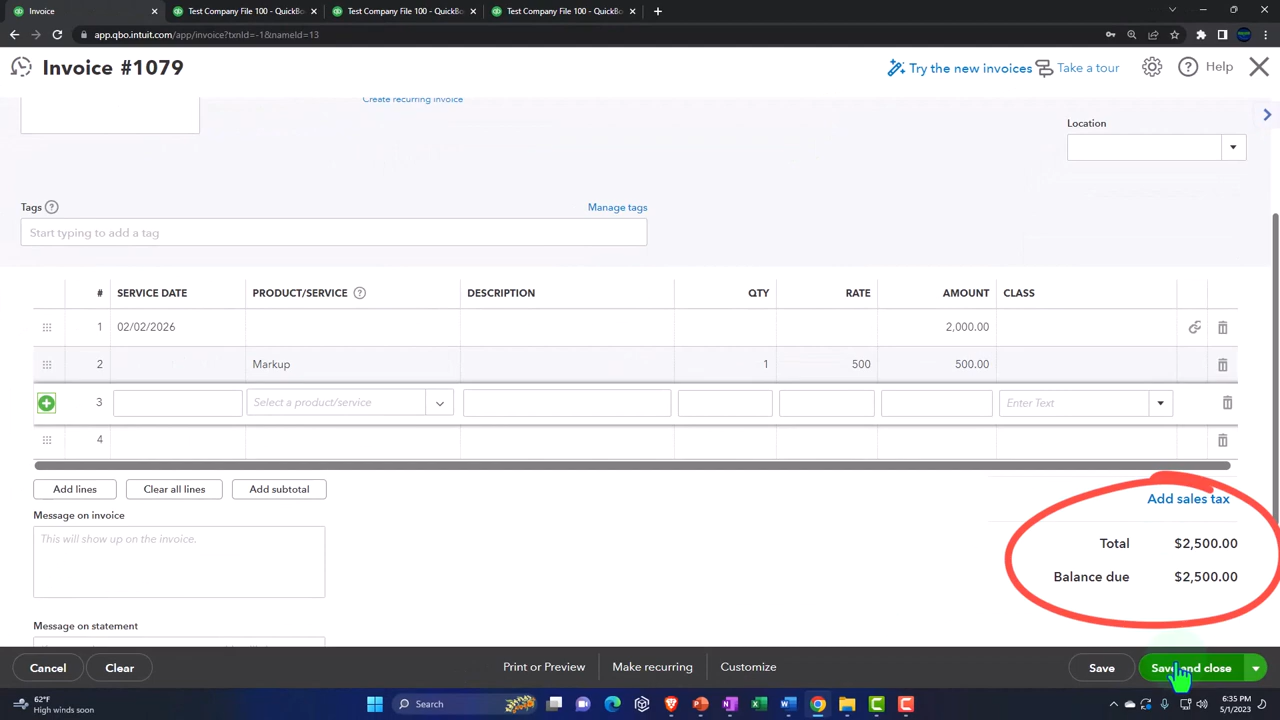 Invoice
Test Company File 100 - QuickBo
Test Company File 100 - QuickBo
Test Company File 100 - QuickBo
app.qbo.intuit.com/app/invoice?txnId=-1&nameId=13
Invoice #1079
Try the new invoices
Take a tour
Help
Create recurring invoice
Location
Tags
Manage tags
Start typing to add a tag
# SERVICE DATE PRODUCT/SERVICE DESCRIPTION QTY RATE AMOUNT CLASS
1 02/02/2026 2,000.00
2 Markup 1 500 500.00
3 Select a product/service Enter Text
4
Add lines Clear all lines Add subtotal
Add sales tax
Message on invoice
This will show up on the invoice.
Total $2,500.00
Balance due $2,500.00
Message on statement
Cancel Clear Print or Preview Make recurring Customize Save Save and close
62°F
High winds soon
Search
6:35 PM
5/1/2023